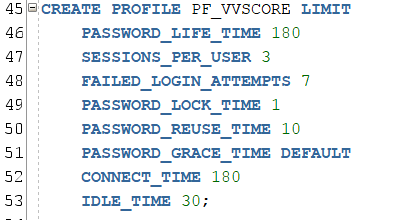 45 CREATE PROFILE PF_VVSCORE LIMIT
46 PASSWORD_LIFE_TIME 180
47 SESSIONS_PER_USER 3
48 FAILED_LOGIN_ATTEMPTS 7
49 PASSWORD_LOCK_TIME 1
50 PASSWORD_REUSE_TIME 10
51 PASSWORD_GRACE_TIME DEFAULT
52 CONNECT_TIME 180
53 IDLE_TIME 30;